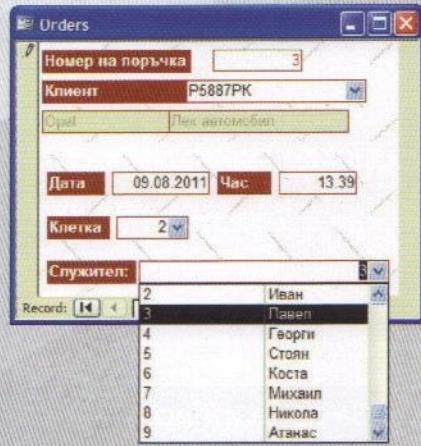 Orders
Номер на поръчка 3
Клиент P5887PK
Opel Лек автомобил
Дата 09.08.2011 Час 13:39
Клетка 2
Служител: 3
Record:
2 Иван
3 Павел
4 Георги
5 Стоян
6 Коста
7 Михаил
8 Никола
9 Атанас